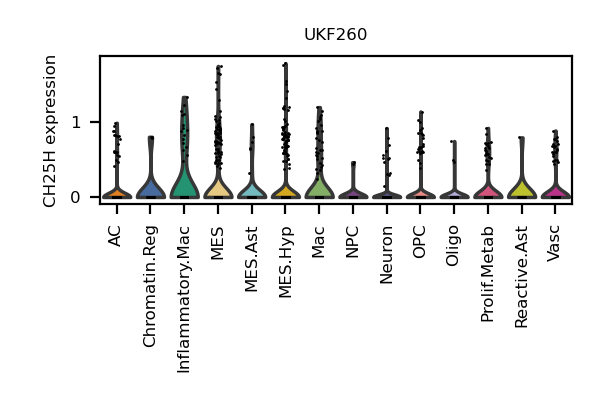 UKF260
CH25H expression
1
0
AC
Chromatin.Reg
Inflammatory.Mac
MES
MES.Ast
MES.Hyp
Mac
NPC
Neuron
OPC
Oligo
Prolif.Metab
Reactive.Ast
Vasc